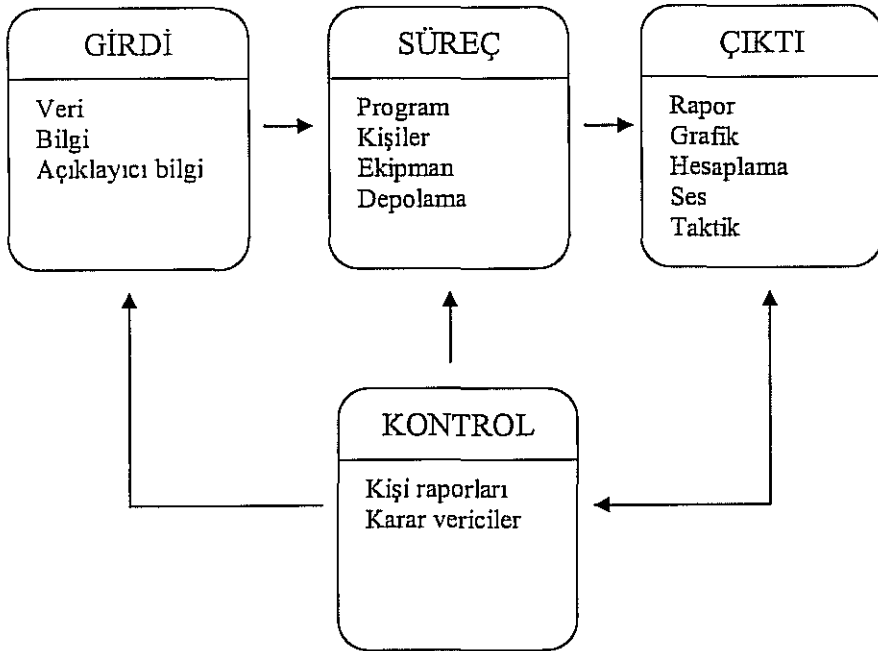 GİRDİ
Veri
Bilgi
Açıklayıcı bilgi
SÜREÇ
Program
Kişiler
Ekipman
Depolama
ÇIKTI
Rapor
Grafik
Hesaplama
Ses
Taktik
KONTROL
Kişi raporları
Karar vericiler